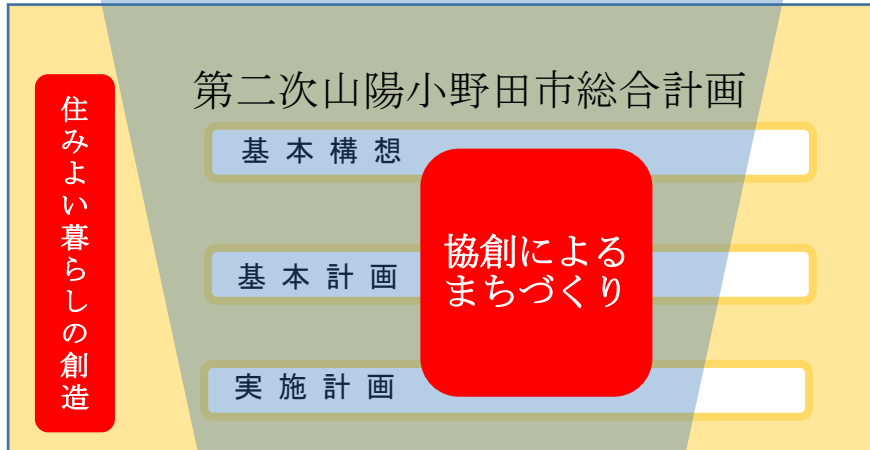 第二次山陽小野田市総合計画
住みよい暮らしの創造
基本構想
協創による
まちづくり
基本計画
実施計画